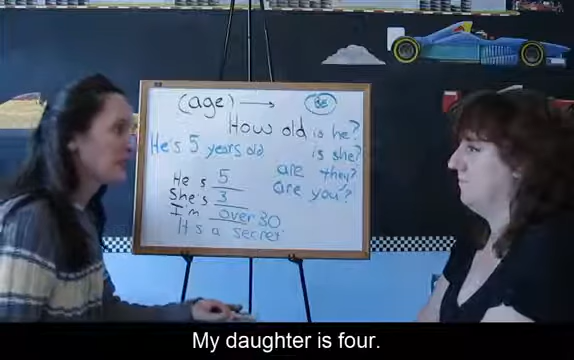 (age) → Be
How old is he?
He's 5 years old
is she?
are they?
are you?
He's 5
She's 3
I'm over 30
It's a secret
My daughter is four.